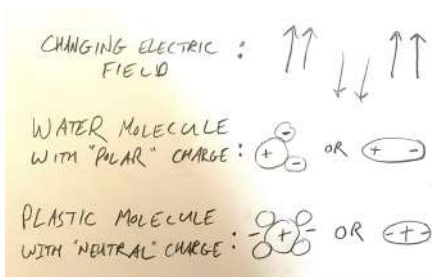 CHANGING ELECTRIC :
FIELD
WATER MOLECULE
WITH "POLAR" CHARGE : + - - OR + -
PLASTIC MOLECULE
WITH "NEUTRAL" CHARGE : - + - OR - + -